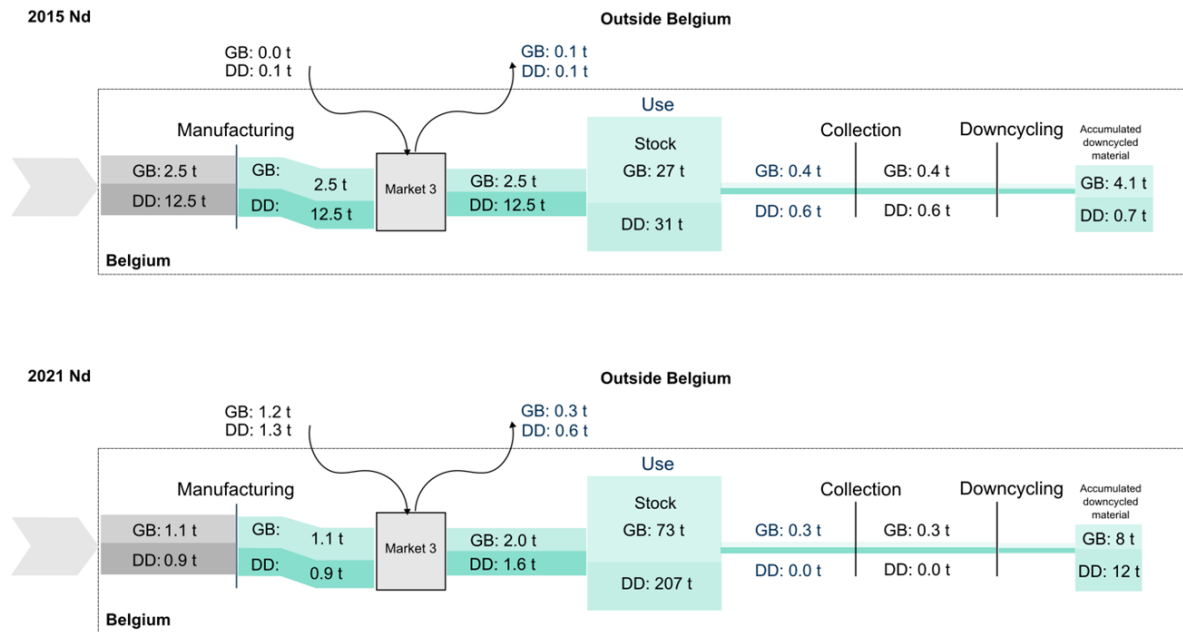 2015 Nd
Outside Belgium
GB: 0.0 t
DD: 0.1 t
GB: 0.1 t
DD: 0.1 t
Use
Manufacturing
Collection
Downcycling
Accumulated
downcycled
material
Stock
GB: 2.5 t
GB:
2.5 t
Market 3
GB: 2.5 t
GB: 27 t
GB: 0.4 t
GB: 0.4 t
GB: 4.1 t
DD: 12.5 t
DD:
12.5 t
DD: 12.5 t
DD: 31 t
DD: 0.6 t
DD: 0.6 t
DD: 0.7 t
Belgium
2021 Nd
Outside Belgium
GB: 1.2 t
DD: 1.3 t
GB: 0.3 t
DD: 0.6 t
Use
Manufacturing
Collection
Downcycling
Accumulated
downcycled
material
Stock
GB: 1.1 t
GB:
1.1 t
Market 3
GB: 2.0 t
GB: 73 t
GB: 0.3 t
GB: 0.3 t
GB: 8 t
DD: 0.9 t
DD:
0.9 t
DD: 1.6 t
DD: 207 t
DD: 0.0 t
DD: 0.0 t
DD: 12 t
Belgium